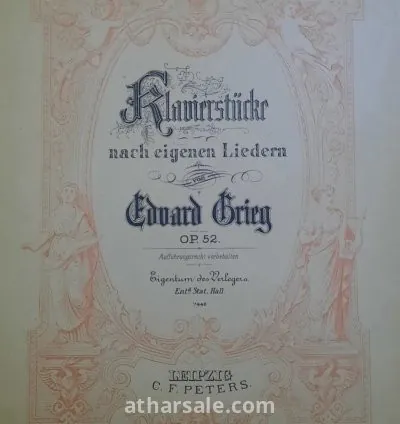 Klavierstücke
nach eigenen Liedern
von
Edvard Grieg
OP. 52.
Aufführungsrecht vorbehalten
Eigentum des Verlegers.
Entd. Stat. Hall.
LEIPZIG
C. F. PETERS.
atharsale.com